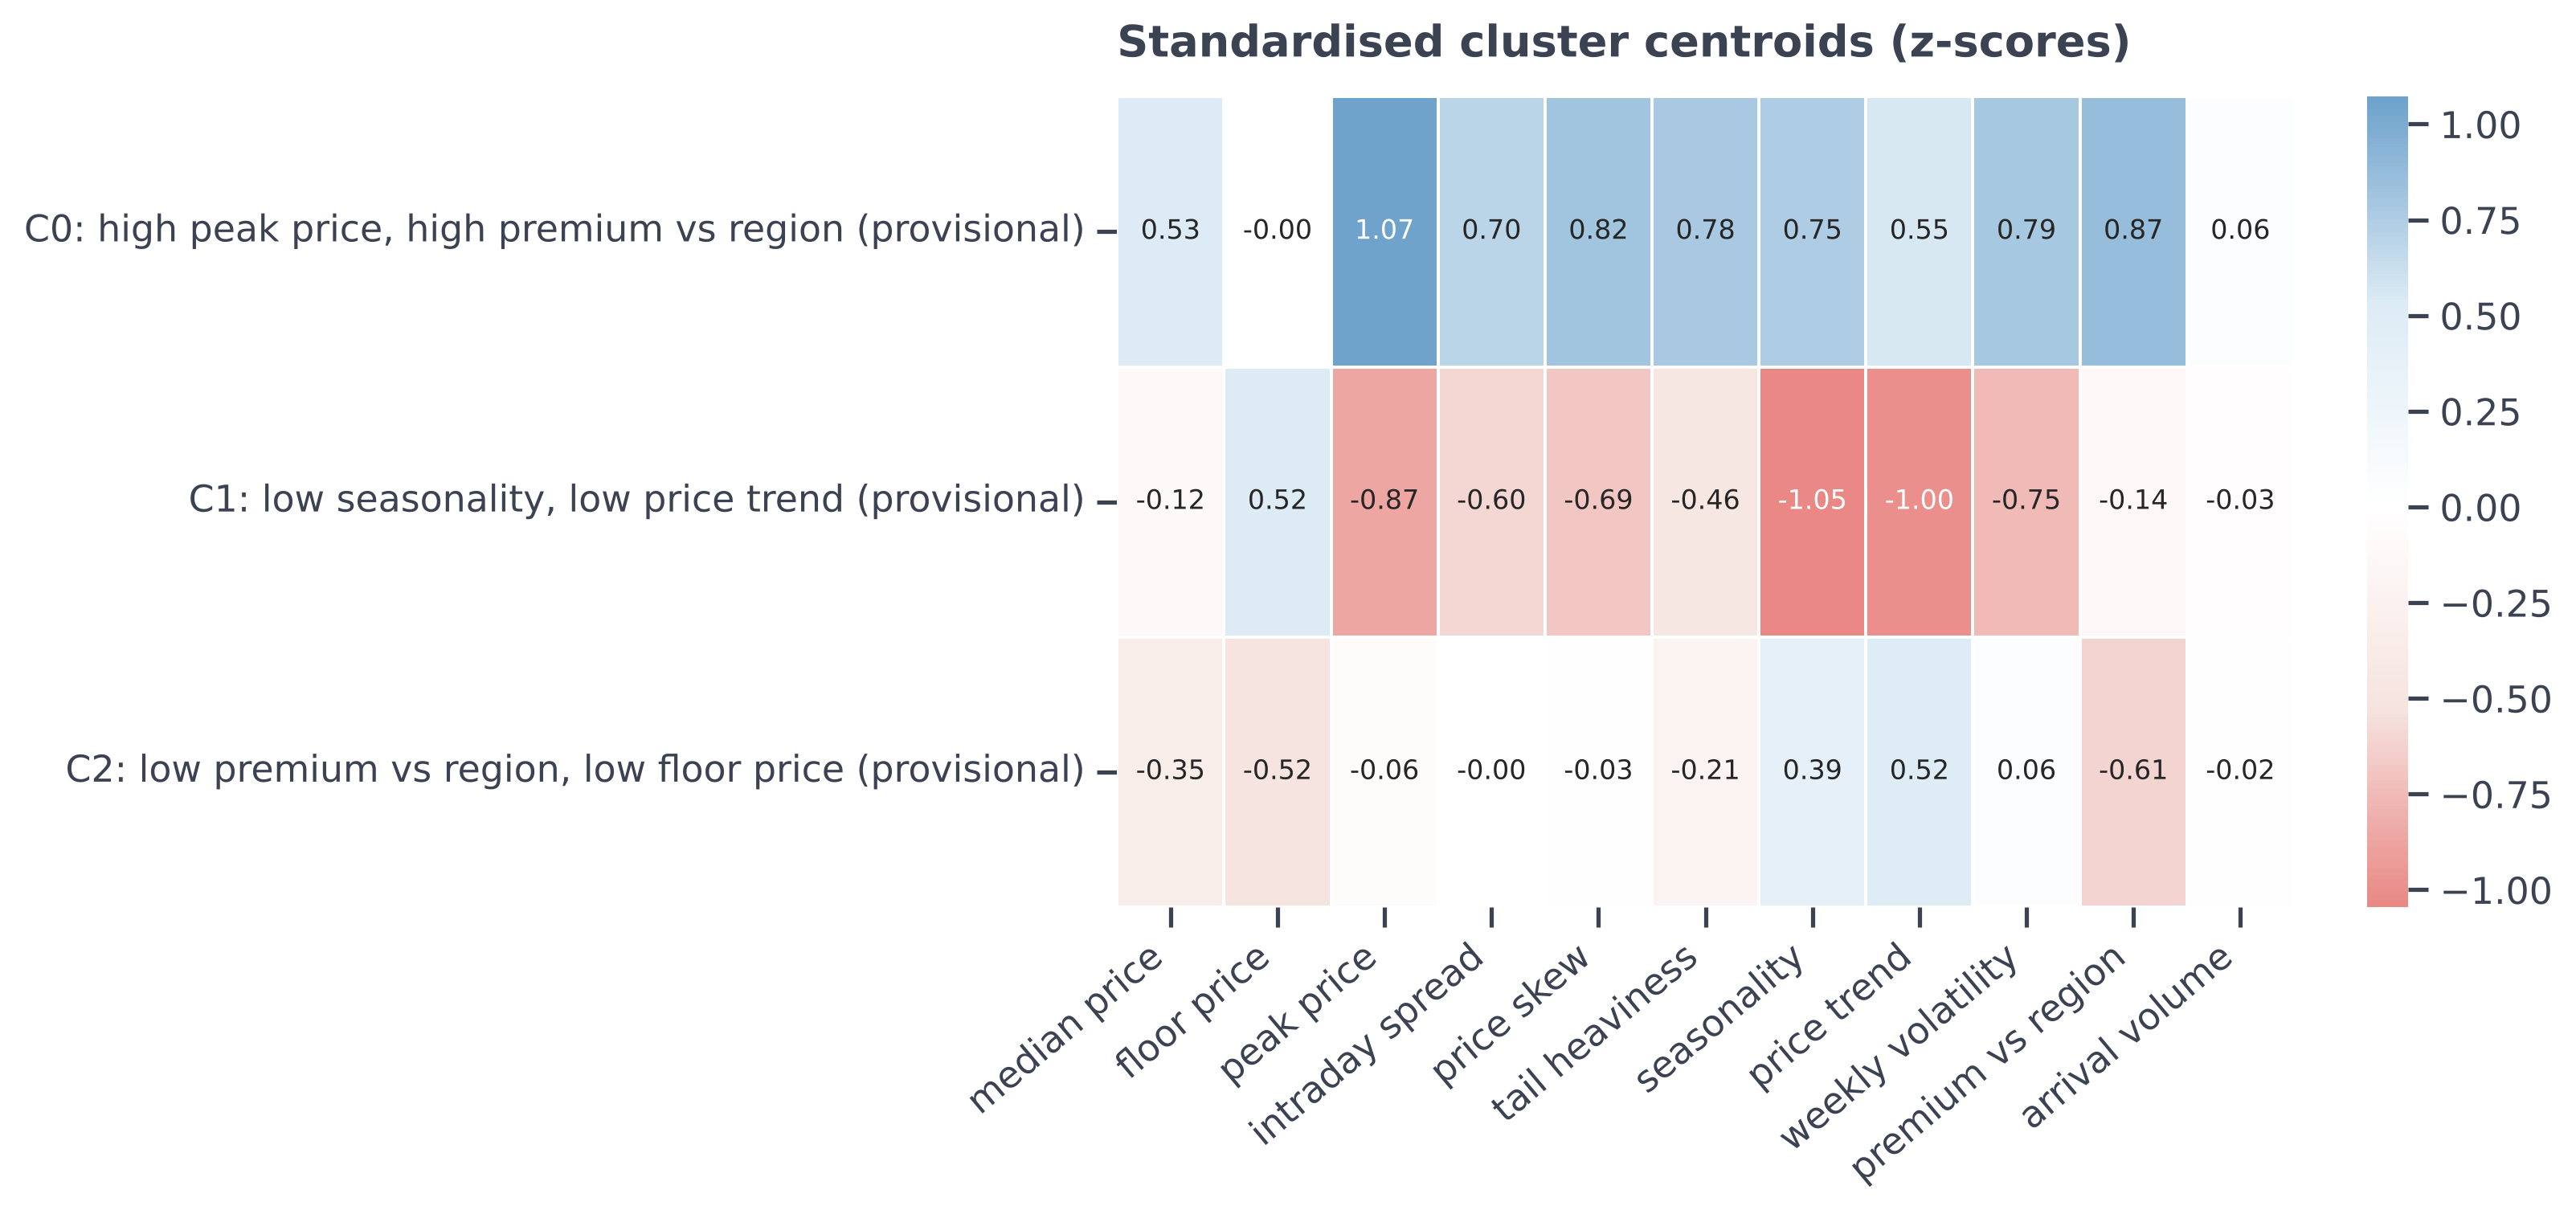 Standardised cluster centroids (z-scores)
C0: high peak price, high premium vs region (provisional)
0.53 -0.00 1.07 0.70 0.82 0.78 0.75 0.55 0.79 0.87 0.06
C1: low seasonality, low price trend (provisional)
-0.12 0.52 -0.87 -0.60 -0.69 -0.46 -1.05 -1.00 -0.75 -0.14 -0.03
C2: low premium vs region, low floor price (provisional)
-0.35 -0.52 -0.06 -0.00 -0.03 -0.21 0.39 0.52 0.06 -0.61 -0.02
median price
floor price
peak price
intraday spread
price skew
tail heaviness
seasonality
price trend
weekly volatility
premium vs region
arrival volume
1.00
0.75
0.50
0.25
0.00
−0.25
−0.50
−0.75
−1.00